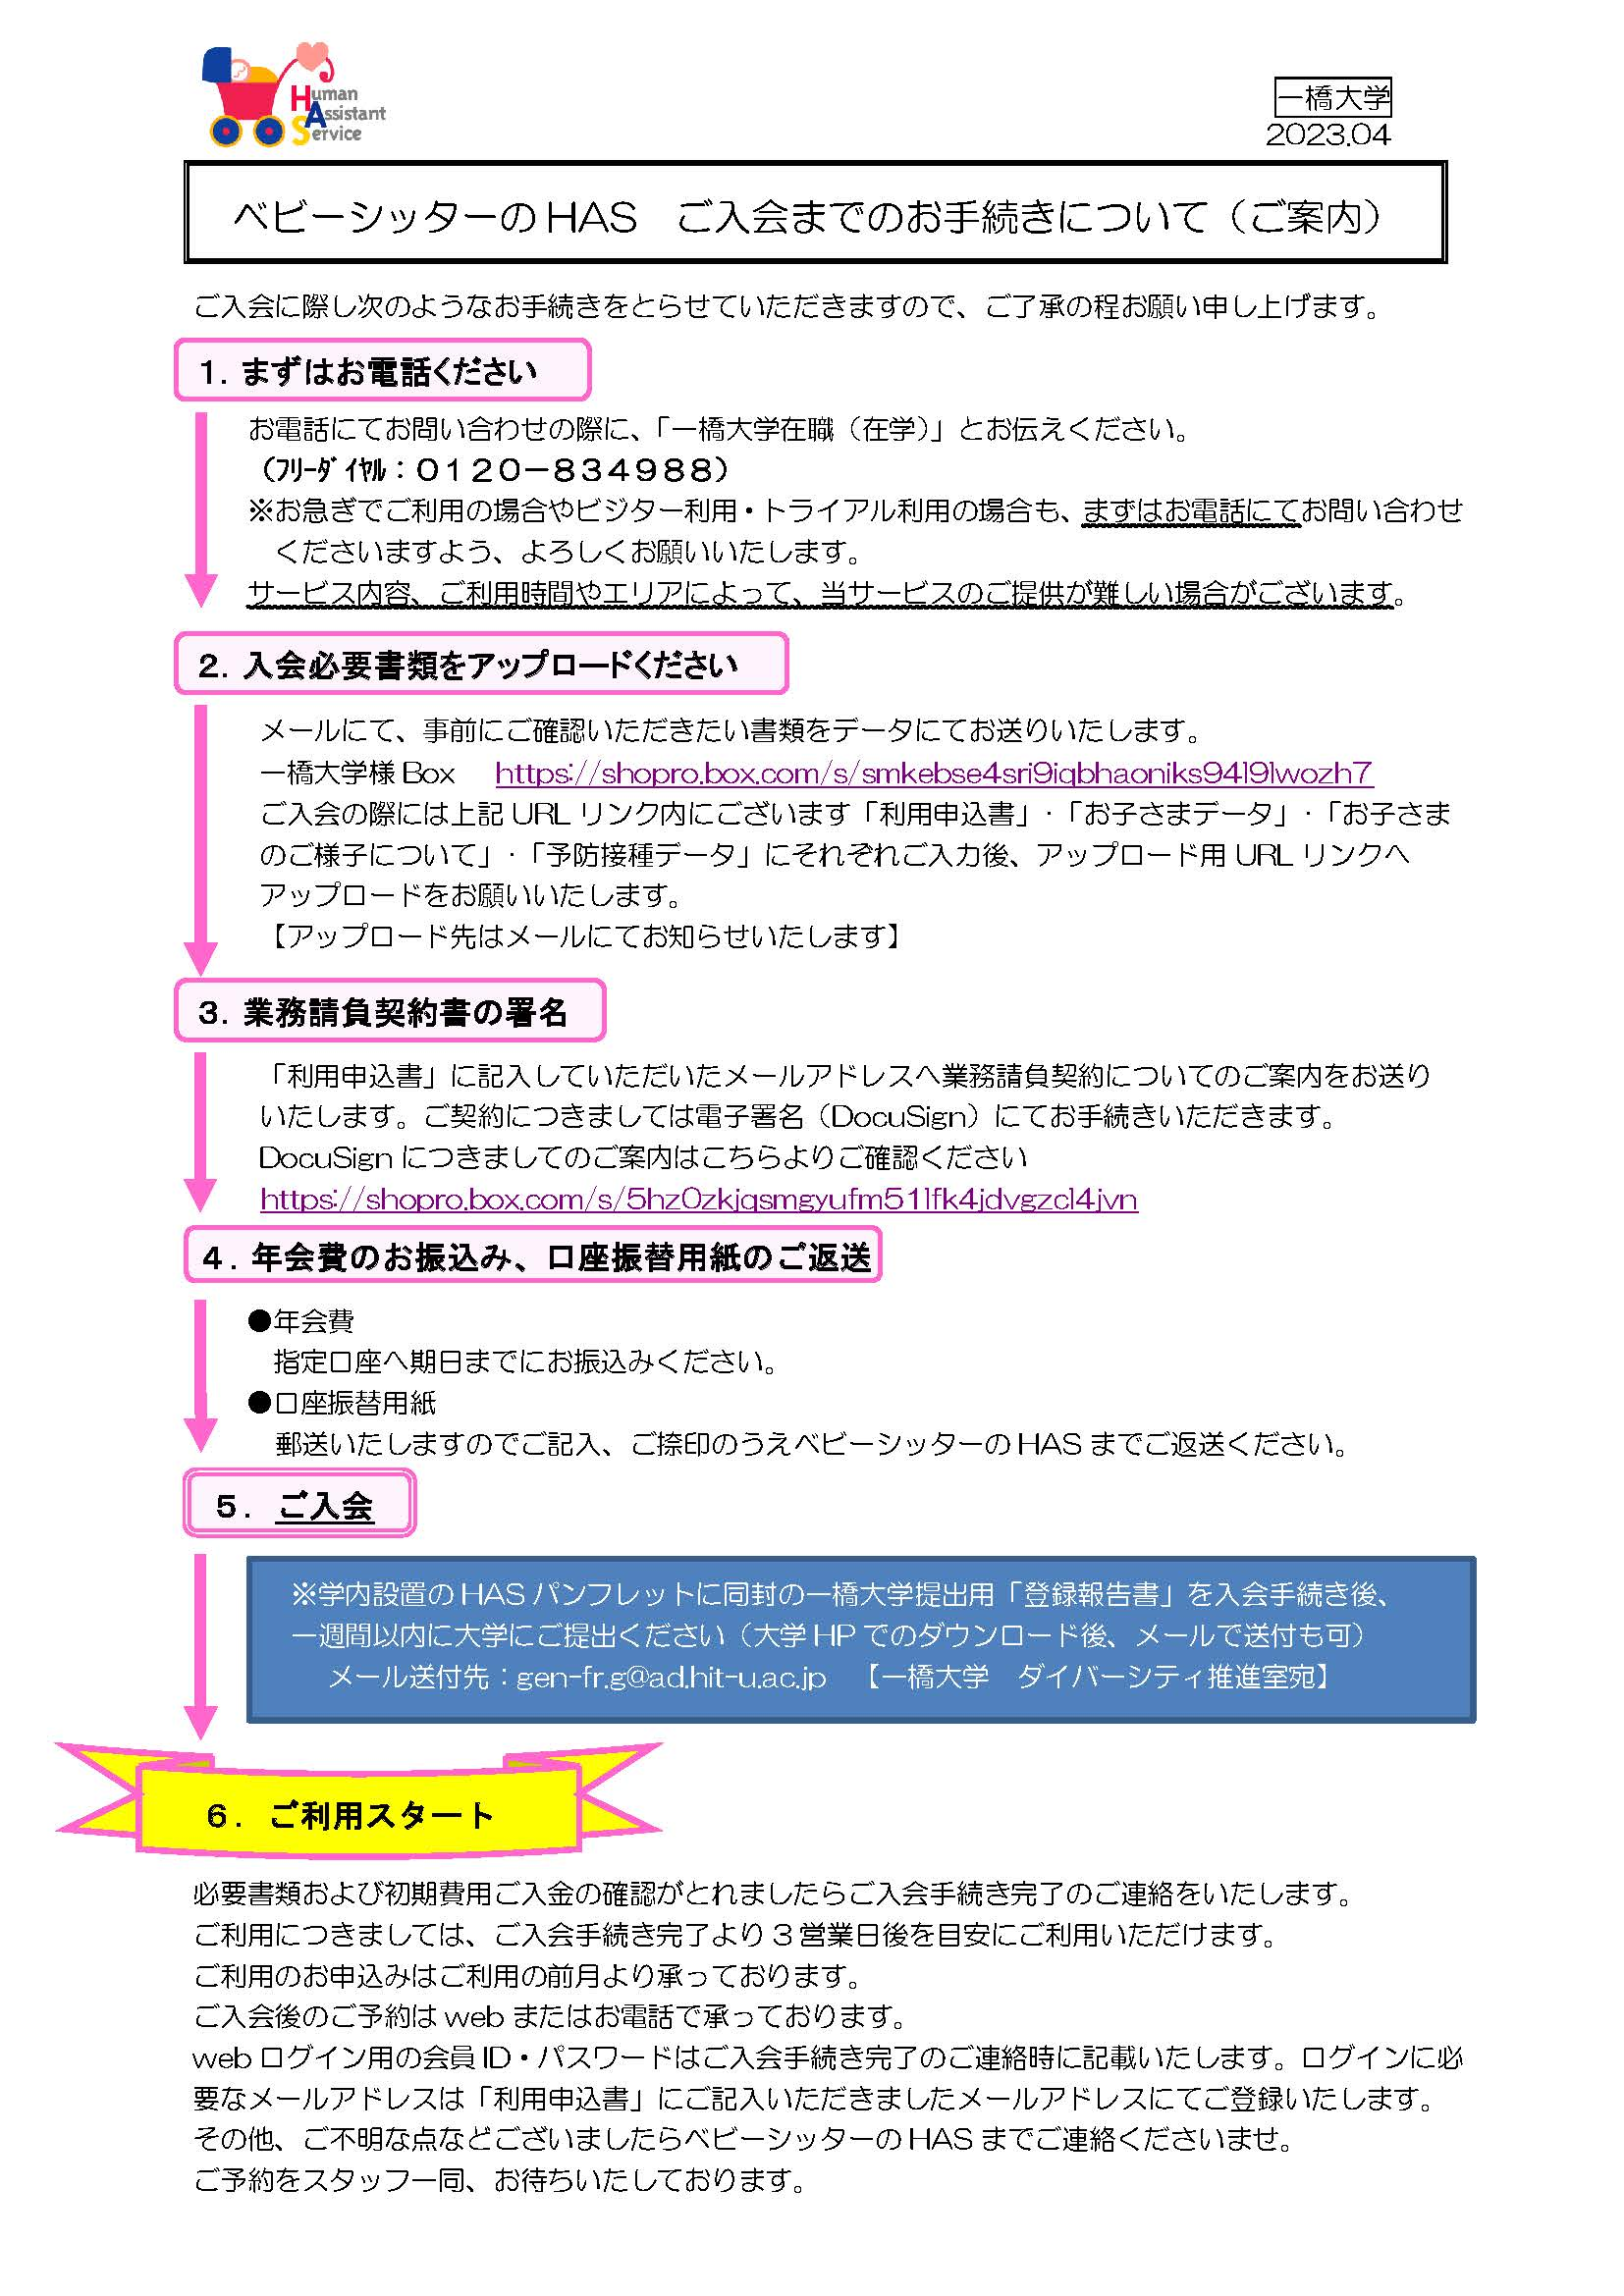 Human
Assistant
Service
一橋大学
2023.04
ベビーシッターのHAS　ご入会までのお手続きについて（ご案内）
ご入会に際し次のようなお手続きをとらせていただきますので、ご了承の程お願い申し上げます。
１．まずはお電話ください
お電話にてお問い合わせの際に、「一橋大学在職（在学）」とお伝えください。
（ﾌﾘｰﾀﾞｲﾔﾙ：０１２０－８３４９８８）
※お急ぎでご利用の場合やビジター利用・トライアル利用の場合も、まずはお電話にてお問い合わせ
くださいますよう、よろしくお願いいたします。
サービス内容、ご利用時間やエリアによって、当サービスのご提供が難しい場合がございます。
２．入会必要書類をアップロードください
メールにて、事前にご確認いただきたい書類をデータにてお送りいたします。
一橋大学様 Box　https://shopro.box.com/s/smkebse4sri9iqbhaoniks94l9lwozh7
ご入会の際には上記 URL リンク内にございます「利用申込書」・「お子さまデータ」・「お子さま
のご様子について」・「予防接種データ」にそれぞれご入力後、アップロード用 URL リンクへ
アップロードをお願いいたします。
【アップロード先はメールにてお知らせいたします】
３．業務請負契約書の署名
「利用申込書」に記入していただいたメールアドレスへ業務請負契約についてのご案内をお送り
いたします。ご契約につきましては電子署名（DocuSign）にてお手続きいただきます。
DocuSign につきましてのご案内はこちらよりご確認ください
https://shopro.box.com/s/5hz0zkjqsmgyufm51lfk4jdvgzcl4jvn
４．年会費のお振込み、口座振替用紙のご返送
●年会費
指定口座へ期日までにお振込みください。
●口座振替用紙
郵送いたしますのでご記入、ご捺印のうえベビーシッターの HAS までご返送ください。
５．ご入会
※学内設置の HAS パンフレットに同封の一橋大学提出用「登録報告書」を入会手続き後、
一週間以内に大学にご提出ください（大学 HP でのダウンロード後、メールで送付も可）
メール送付先：gen-fr.g@ad.hit-u.ac.jp　【一橋大学　ダイバーシティ推進室宛】
６．ご利用スタート
必要書類および初期費用ご入金の確認がとれましたらご入会手続き完了のご連絡をいたします。
ご利用につきましては、ご入会手続き完了より 3 営業日後を目安にご利用いただけます。
ご利用のお申込みはご利用の前月より承っております。
ご入会後のご予約は web またはお電話で承っております。
web ログイン用の会員 ID・パスワードはご入会手続き完了のご連絡時に記載いたします。ログインに必
要なメールアドレスは「利用申込書」にご記入いただきましたメールアドレスにてご登録いたします。
その他、ご不明な点などございましたらベビーシッターの HAS までご連絡くださいませ。
ご予約をスタッフ一同、お待ちいたしております。